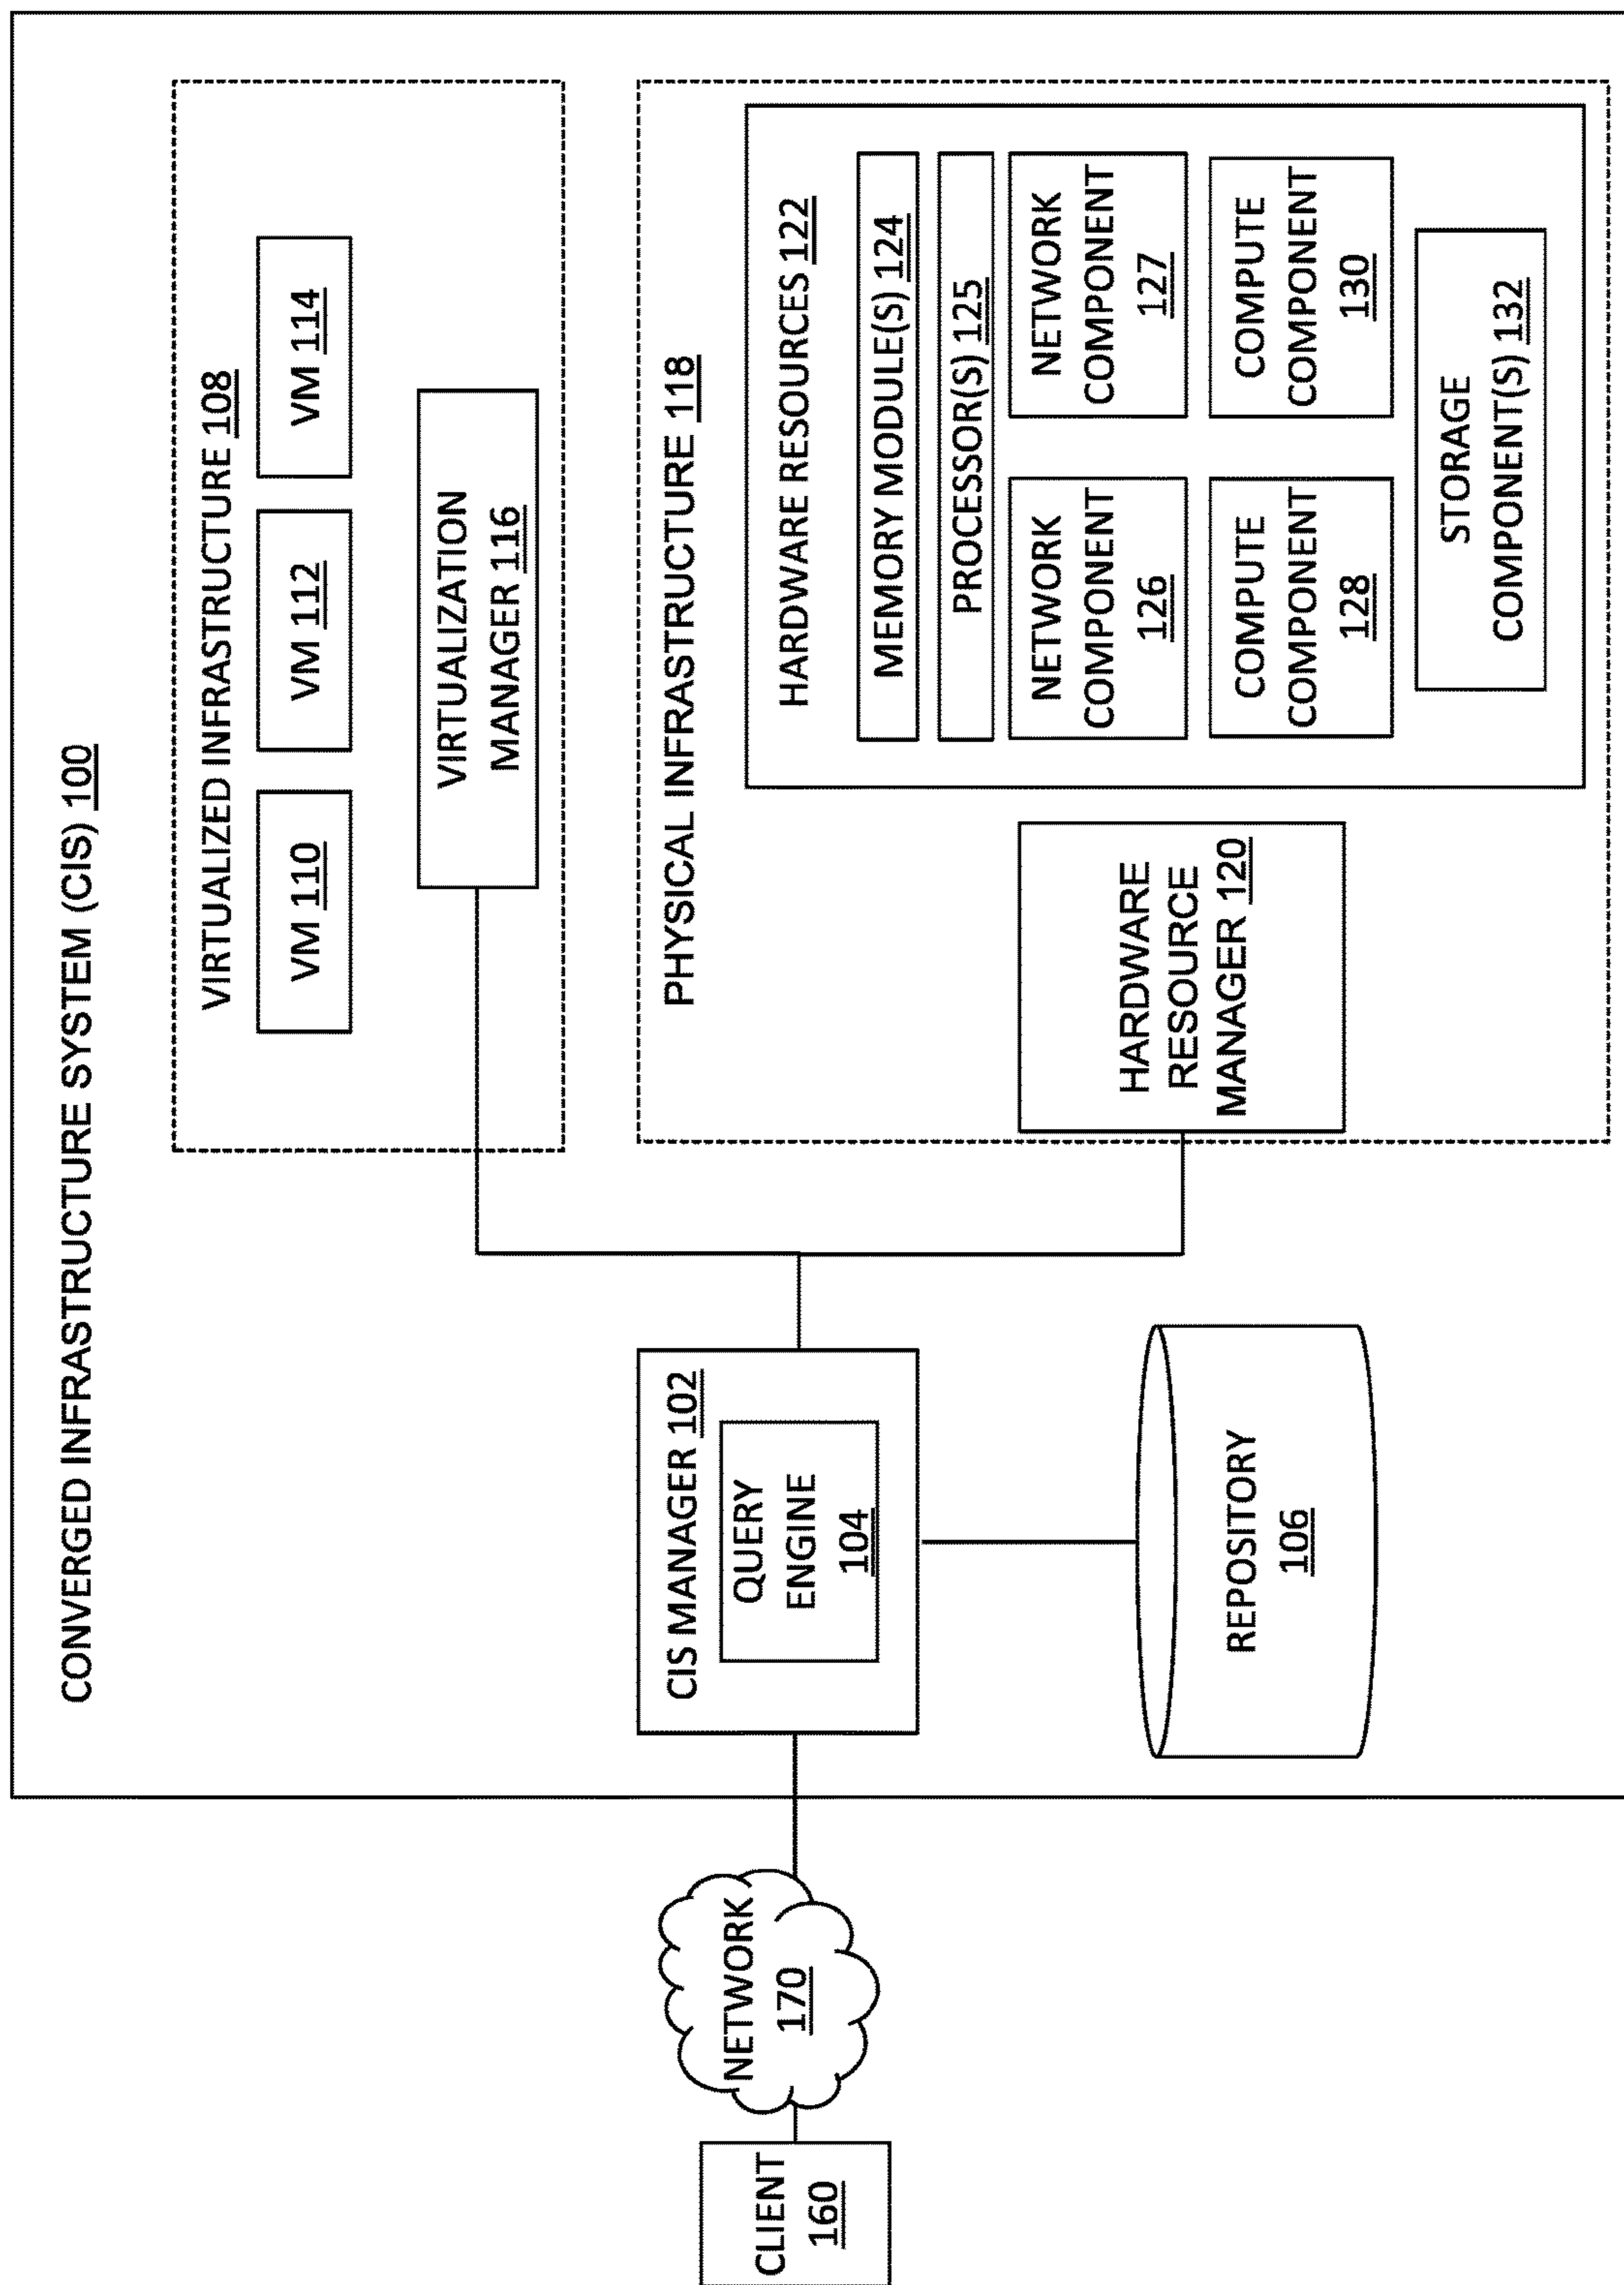 CONVERGED INFRASTRUCTURE SYSTEM (CIS) 100
CLIENT
160
NETWORK
170
CIS MANAGER 102
QUERY
ENGINE
104
REPOSITORY
106
VIRTUALIZED INFRASTRUCTURE 108
VM 110
VM 112
VM 114
VIRTUALIZATION
MANAGER 116
PHYSICAL INFRASTRUCTURE 118
HARDWARE
RESOURCE
MANAGER 120
HARDWARE RESOURCES 122
MEMORY MODULE(S) 124
PROCESSOR(S) 125
NETWORK
COMPONENT
126
NETWORK
COMPONENT
127
COMPUTE
COMPONENT
128
COMPUTE
COMPONENT
130
STORAGE
COMPONENT(S) 132